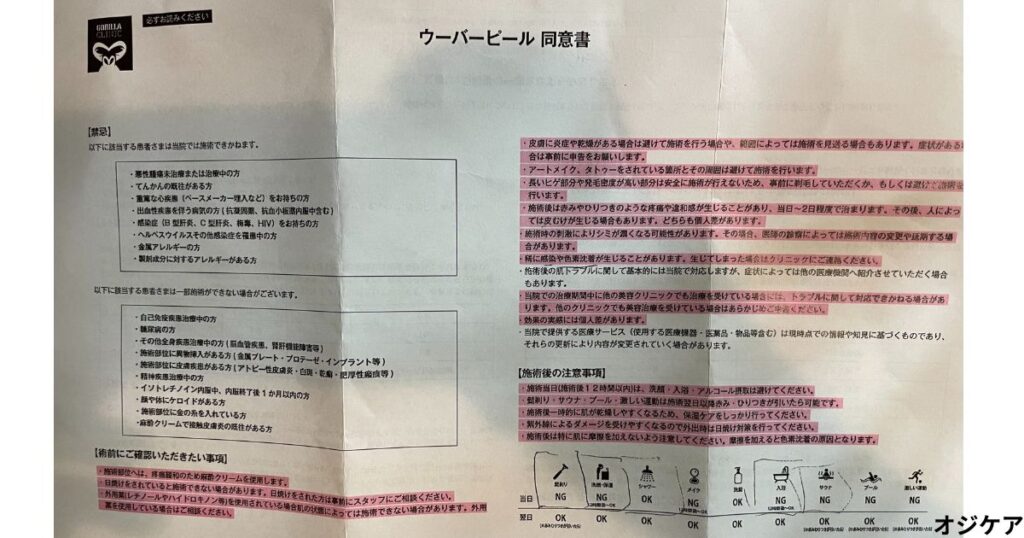 GORILLA CLINIC
必ずお読みください
ウーバーピール 同意書
【禁忌】
以下に該当する患者さまは当院では施術できかねます。
・悪性腫瘍未治療または治療中の方
・てんかんの既往がある方
・重篤な心疾患（ペースメーカー埋入など）をお持ちの方
・出血性疾患を伴う病気の方（抗凝固薬、抗血小板薬内服中含む）
・感染症（B型肝炎、C型肝炎、梅毒、HIV）をお持ちの方
・ヘルペスウイルスその他感染症を罹患中の方
・金属アレルギーの方
・製剤成分に対するアレルギーがある方
以下に該当する患者さまは一部施術ができない場合がございます。
・自己免疫疾患治療中の方
・糖尿病の方
・その他全身疾患治療中の方（脳血管疾患、腎肝機能障害等）
・施術部位に異物挿入がある方（金属プレート・プロテーゼ・インプラント等）
・施術部位に皮膚疾患がある方（アトピー性皮膚炎・白斑・乾癬・肥厚性瘢痕等）
・精神疾患治療中の方
・イソトレチノイン内服中、内服終了後1か月以内の方
・顔や体にケロイドがある方
・施術部位に金の糸を入れている方
・麻酔クリームで接触皮膚炎の既往がある方
【術前にご確認いただきたい事項】
・施術部位へは、疼痛緩和のため麻酔クリームを使用します。
・日焼けをされていると施術できない場合があります。日焼けをされた方は事前にスタッフにご相談ください。
・外用薬（レチノールやハイドロキノン等）を使用されている場合肌の状態によっては施術できない場合があります。外用
薬を使用している場合はご相談ください。
・皮膚に炎症や乾燥がある場合は避けて施術を行う場合や、範囲によっては施術を見送る場合もあります。症状がある場
合は事前に申告をお願いします。
・アートメイク、タトゥーをされている箇所とその周囲は避けて施術を行います。
・長いヒゲ部分や発毛密度が高い部分は安全に施術が行えないため、事前に剃毛していただくか、もしくは避けて施術を
行います。
・施術後は赤みやヒリつきのような疼痛や違和感が生じることがあり、当日～2日程度で治まります。その後、人によっ
ては皮むけが生じる場合もあります。どちらも個人差があります。
・施術時の刺激によりシミが濃くなる可能性があります。その場合、医師の診察によっては施術内容の変更や延期する場
合があります。
・稀に感染や色素沈着が生じることがあります。生じてしまった場合はクリニックにご連絡ください。
・施術後の肌トラブルに関して基本的には当院で対応しますが、症状によっては他の医療機関へ紹介させていただく場合
もあります。
・当院での治療期間中に他の美容クリニックでも治療を受けている場合には、トラブルに関して対応できかねる場合があ
ります。他のクリニックでも美容治療を受けている場合はあらかじめご申告ください。
・効果の実感には個人差があります。
・当院で提供する医療サービス（使用する医療機器・医薬品・物品等含む）は現時点での情報や知見に基づくものであり、
それらの更新により内容が変更されていく場合があります。
【施術後の注意事項】
・施術当日（施術後12時間以内）は、洗顔・入浴・アルコール摂取は避けてください。
・髭剃り・サウナ・プール・激しい運動は施術翌日以降赤み・ひりつきが引いたら可能です。
・施術後一時的に肌が乾燥しやすくなるため、保湿ケアをしっかり行ってください。
・紫外線によるダメージを受けやすくなるので外出時は日焼け対策を行ってください。
・施術後は特に肌に摩擦を加えないよう注意してください。摩擦を加えると色素沈着の原因となります。
髭剃り 洗顔・保湿 シャワー メイク 洗髪 入浴 サウナ プール 激しい運動
当日 NG NG OK NG OK NG NG NG NG
翌日 OK OK OK OK OK OK OK OK OK
オジケア